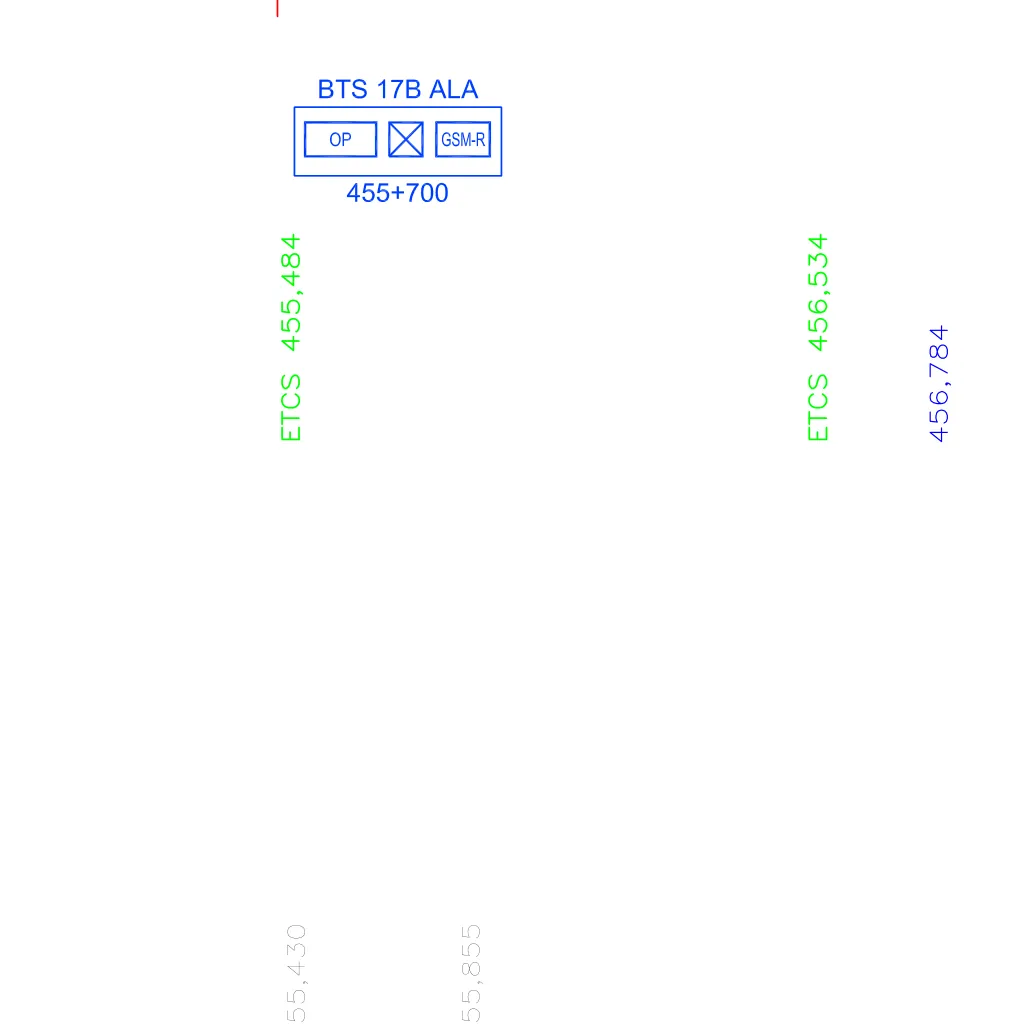 BTS 17B ALA
OP
GSM-R
455+700
ETCS 455,484
ETCS 456,534
456,784
55,430
55,855